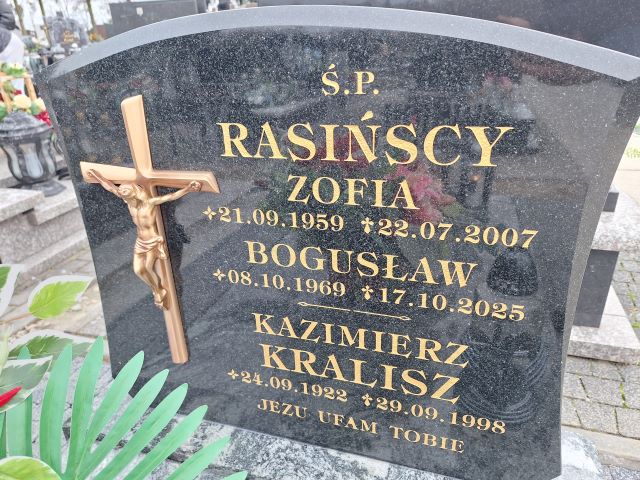 Ś.P.
RASIŃSCY
ZOFIA
21.09.1959 22.07.2007
BOGUSŁAW
08.10.1969 17.10.2025
KAZIMIERZ
KRALISZ
24.09.1922 29.09.1998
JEZU UFAM TOBIE